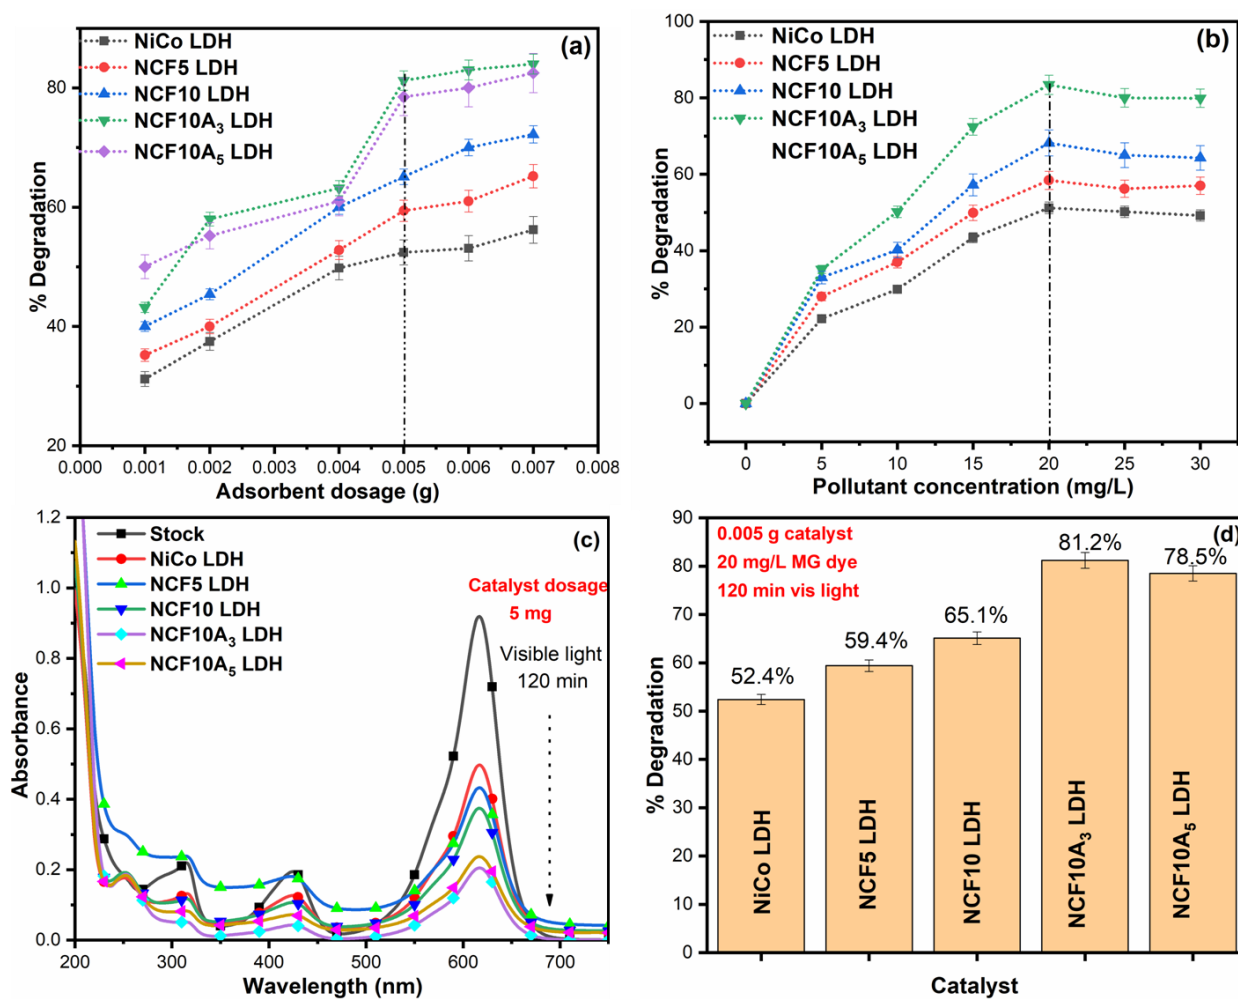 (a)
NiCo LDH
NCF5 LDH
NCF10 LDH
NCF10A₃ LDH
NCF10A₅ LDH
% Degradation
80
60
40
20
0.000 0.001 0.002 0.003 0.004 0.005 0.006 0.007 0.008
Adsorbent dosage (g)
(b)
NiCo LDH
NCF5 LDH
NCF10 LDH
NCF10A₃ LDH
NCF10A₅ LDH
% Degradation
100
80
60
40
20
0
0 5 10 15 20 25 30
Pollutant concentration (mg/L)
(c)
Stock
NiCo LDH
NCF5 LDH
NCF10 LDH
NCF10A₃ LDH
NCF10A₅ LDH
Catalyst dosage
5 mg
Visible light
120 min
Absorbance
1.2
1.0
0.8
0.6
0.4
0.2
0.0
200 300 400 500 600 700
Wavelength (nm)
(d)
0.005 g catalyst
20 mg/L MG dye
120 min vis light
52.4%
59.4%
65.1%
81.2%
78.5%
NiCo LDH
NCF5 LDH
NCF10 LDH
NCF10A₃ LDH
NCF10A₅ LDH
% Degradation
90
80
70
60
50
40
30
20
10
0
Catalyst